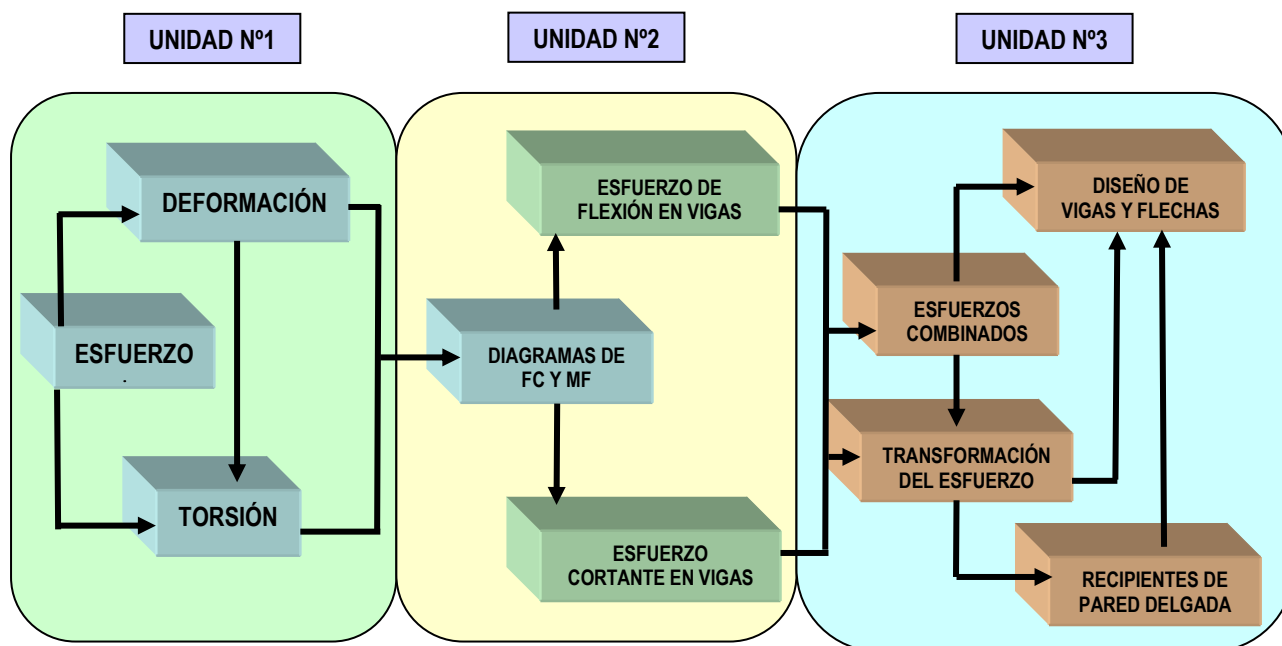 UNIDAD Nº1
UNIDAD Nº2
UNIDAD Nº3
DEFORMACIÓN
ESFUERZO
.
TORSIÓN
ESFUERZO DE
FLEXIÓN EN VIGAS
DIAGRAMAS DE
FC Y MF
ESFUERZO
CORTANTE EN VIGAS
DISEÑO DE
VIGAS Y FLECHAS
ESFUERZOS
COMBINADOS
TRANSFORMACIÓN
DEL ESFUERZO
RECIPIENTES DE
PARED DELGADA